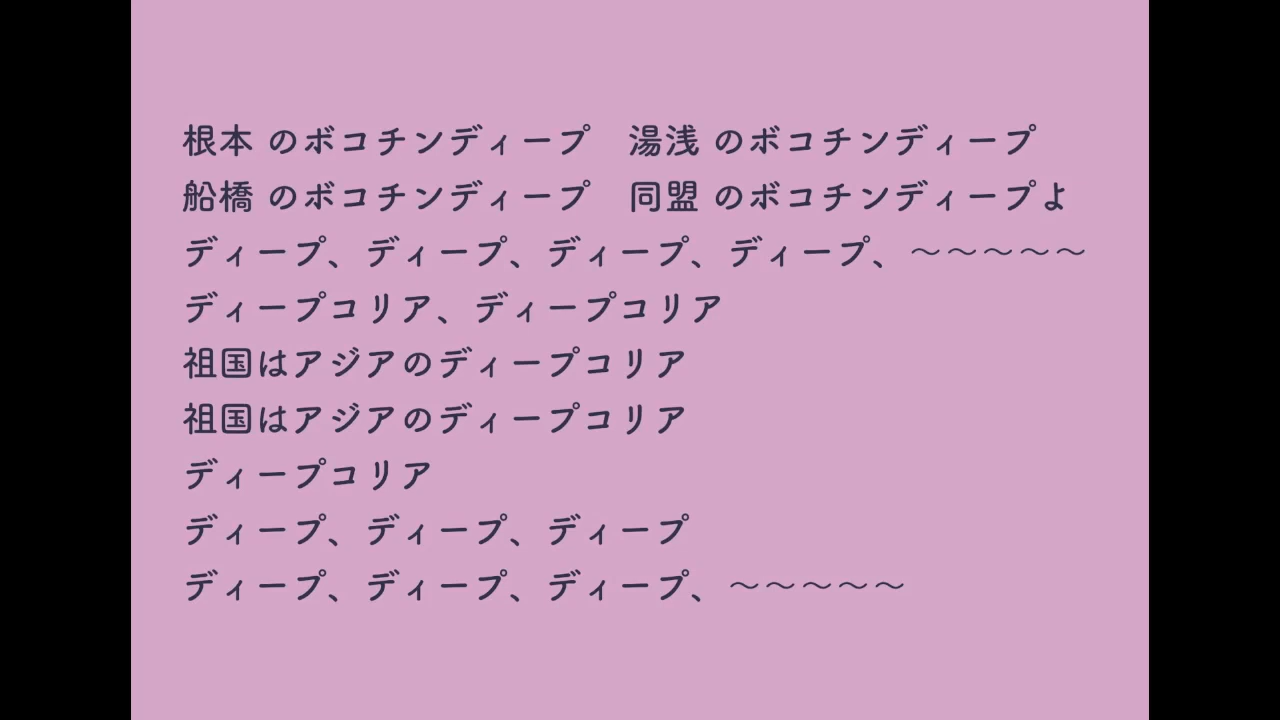 根本 のボコチンディープ　湯浅 のボコチンディープ
船橋 のボコチンディープ　同盟 のボコチンディープよ
ディープ、ディープ、ディープ、ディープ、～～～～～
ディープコリア、ディープコリア
祖国はアジアのディープコリア
祖国はアジアのディープコリア
ディープコリア
ディープ、ディープ、ディープ
ディープ、ディープ、ディープ、～～～～～